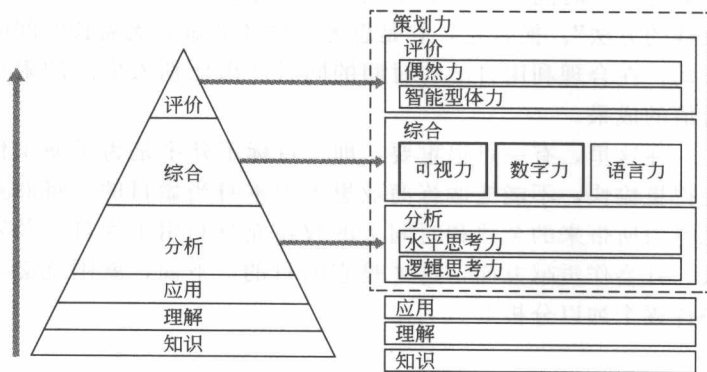 评价
综合
分析
应用
理解
知识
策划力
评价
偶然力
智能型体力
综合
可视力 数字力 语言力
分析
水平思考力
逻辑思考力
应用
理解
知识